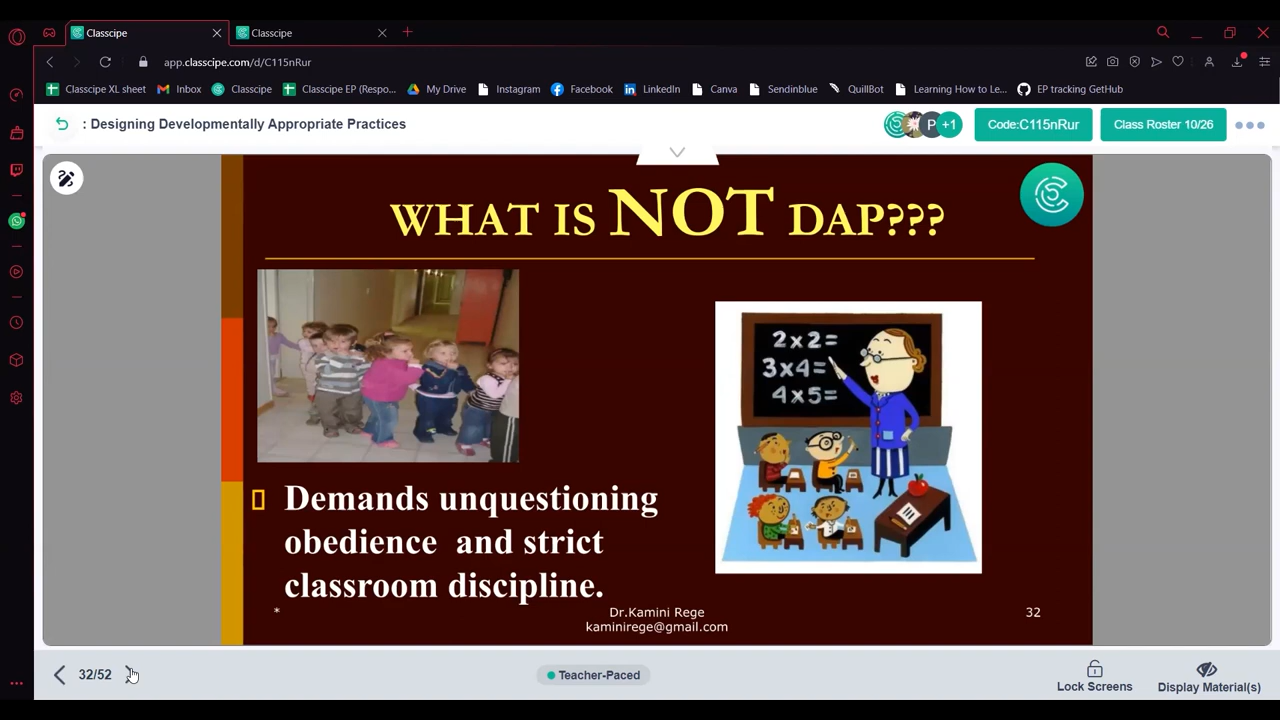 Classcipe
Classcipe
app.classcipe.com/d/C115nRur
Classcipe XL sheet
Inbox
Classcipe
Classcipe EP (Respo...
My Drive
Instagram
Facebook
LinkedIn
Canva
Sendinblue
QuillBot
Learning How to Le...
EP tracking GetHub
: Designing Developmentally Appropriate Practices
P
+1
Code:C115nRur
Class Roster 10/26
WHAT IS NOT DAP???
2x2=
3x4=
4x5=
Demands unquestioning
obedience and strict
classroom discipline.
*
Dr.Kamini Rege
kaminirege@gmail.com
32
32/52
Teacher-Paced
Lock Screens
Display Material(s)